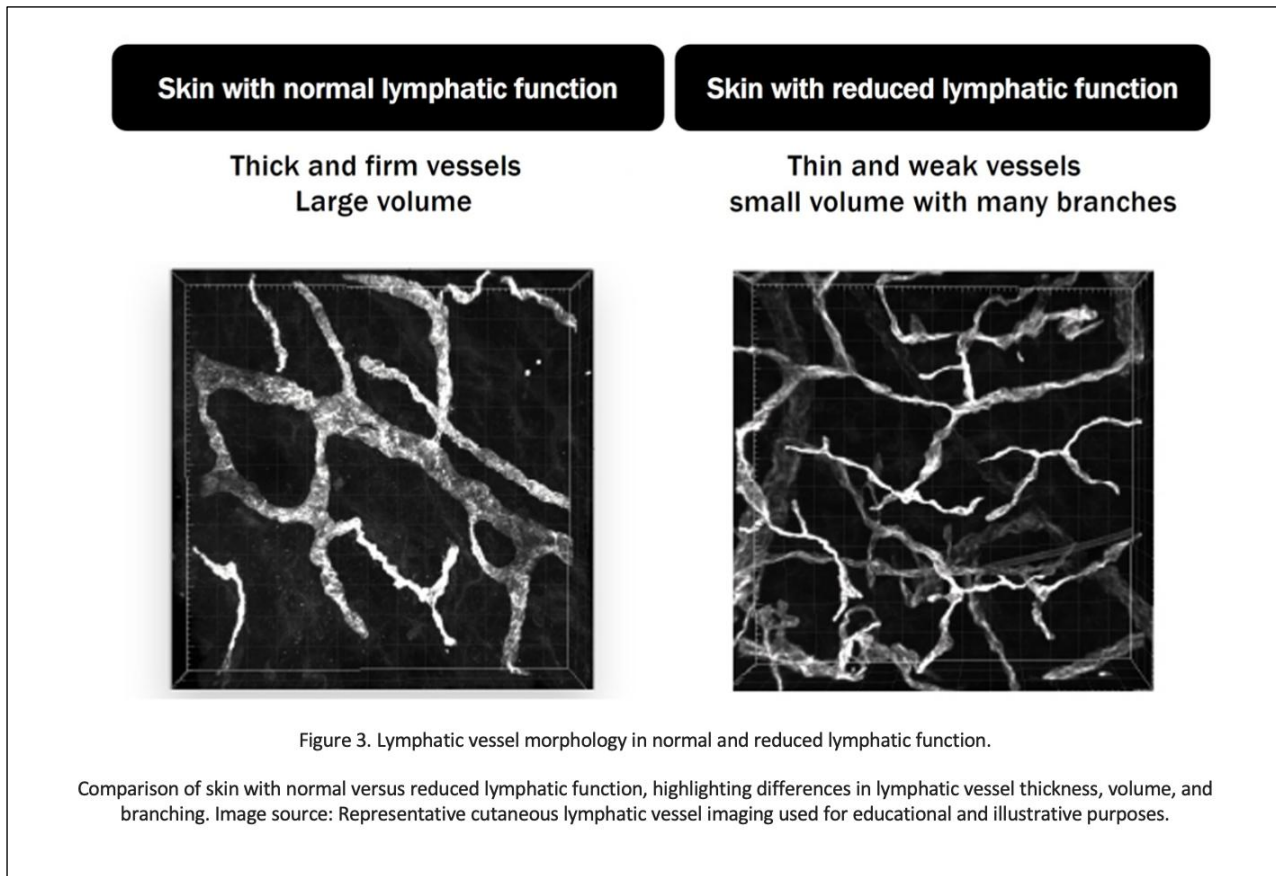 Skin with normal lymphatic function
Skin with reduced lymphatic function
Thick and firm vessels
Large volume
Thin and weak vessels
small volume with many branches
Figure 3. Lymphatic vessel morphology in normal and reduced lymphatic function.
Comparison of skin with normal versus reduced lymphatic function, highlighting differences in lymphatic vessel thickness, volume, and
branching. Image source: Representative cutaneous lymphatic vessel imaging used for educational and illustrative purposes.